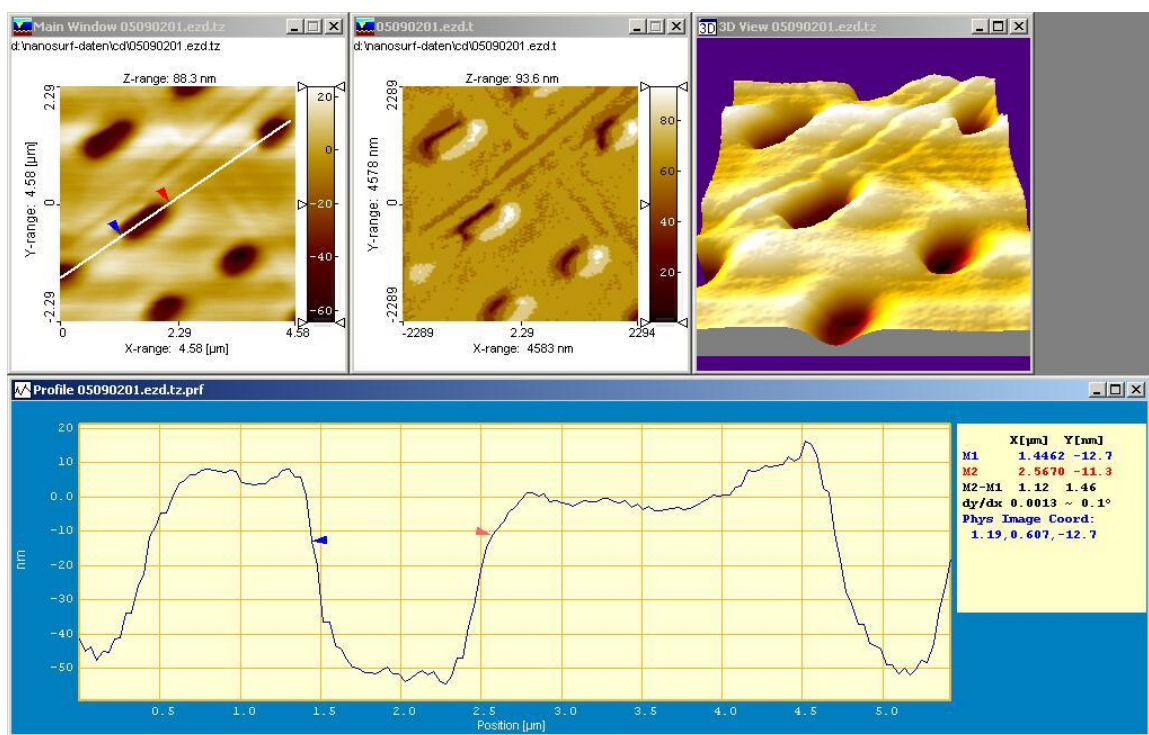 Main Window 05090201.ezd.tz
d:\nanosurf-daten\cd\05090201.ezd.tz
Z-range: 88.3 nm
2.29
Y-range: 4.58 [µm]
0
-2.29
0 2.29 4.58
X-range: 4.58 [µm]
20
0
-20
-40
-60
05090201.ezd.t
d:\nanosurf-daten\cd\05090201.ezd.t
Z-range: 93.6 nm
2289
Y-range: 4578 nm
0
-2289
-2289 2.29 2294
X-range: 4583 nm
80
60
40
20
3D 3D View 05090201.ezd.tz
Profile 05090201.ezd.tz.prf
20
10
0.0
-10
-20
-30
-40
-50
nm
0.5 1.0 1.5 2.0 2.5 3.0 3.5 4.0 4.5 5.0
Position [µm]
X[µm] Y[nm]
M1 1.4462 -12.7
M2 2.5670 -11.3
M2-M1 1.12 1.46
dy/dx 0.0013 ~ 0.1°
Phys Image Coord:
1.19,0.607,-12.7